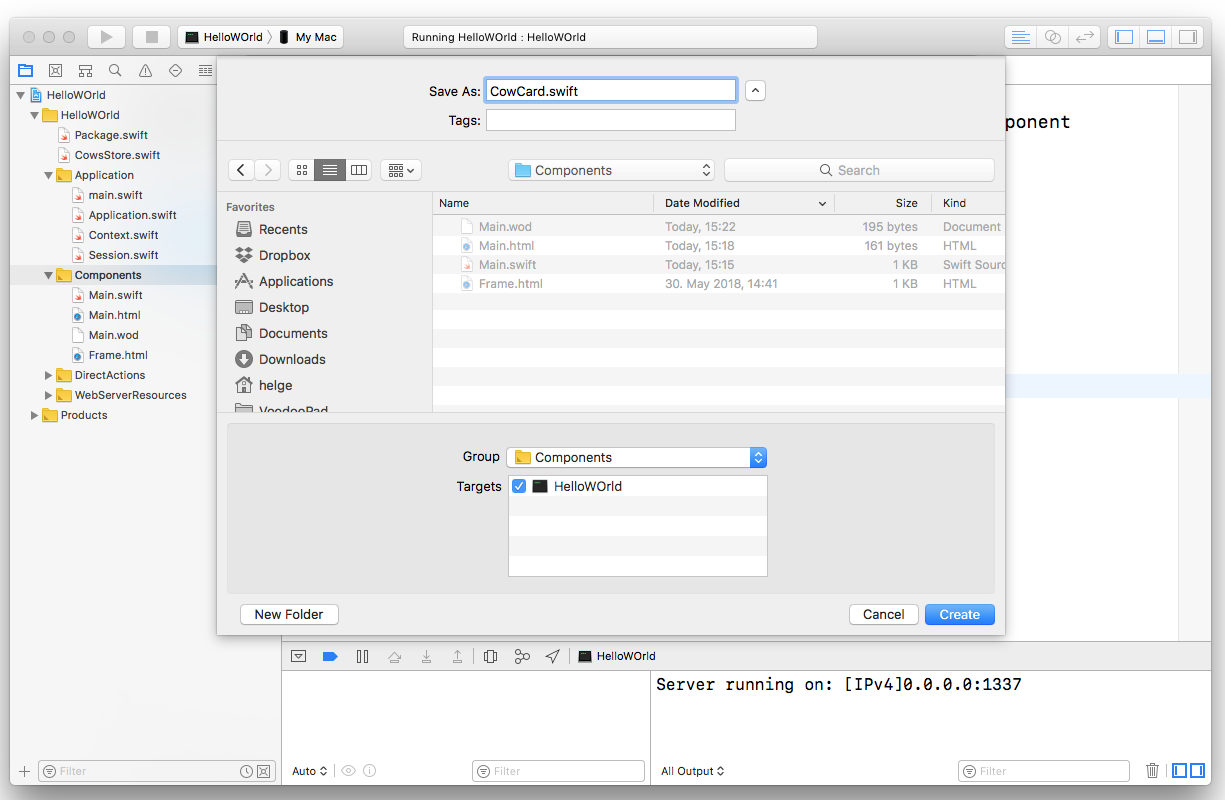 HelloWOrld 〉 My Mac
Running HelloWOrld : HelloWOrld
HelloWOrld
HelloWOrld
Package.swift
CowsStore.swift
Application
main.swift
Application.swift
Context.swift
Session.swift
Components
Main.swift
Main.html
Main.wod
Frame.html
DirectActions
WebServerResources
Products
Filter
Save As: CowCard.swift
Tags:
Components
Search
Favorites
Recents
Dropbox
Applications
Desktop
Documents
Downloads
helge
VoodooPad
Name Date Modified Size Kind
Main.wod Today, 15:22 195 bytes Document
Main.html Today, 15:18 161 bytes HTML
Main.swift Today, 15:15 1 KB Swift Sourc
Frame.html 30. May 2018, 14:41 1 KB HTML
Group Components
Targets HelloWOrld
New Folder
Cancel
Create
ponent
HelloWOrld
Server running on: [IPv4]0.0.0.0:1337
Auto
Filter
All Output
Filter